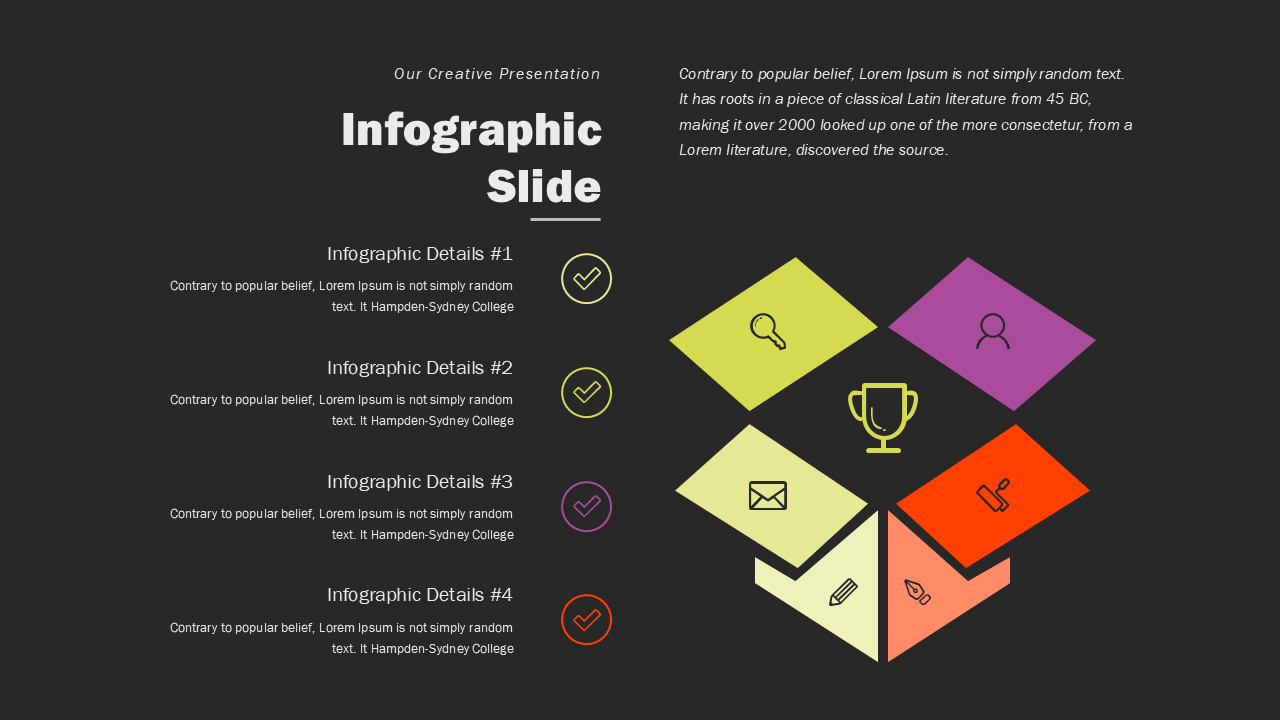 Our Creative Presentation
Infographic
Slide
Contrary to popular belief, Lorem Ipsum is not simply random text.
It has roots in a piece of classical Latin literature from 45 BC,
making it over 2000 looked up one of the more consectetur, from a
Lorem literature, discovered the source.
Infographic Details #1
Contrary to popular belief, Lorem Ipsum is not simply random
text. It Hampden-Sydney College
Infographic Details #2
Contrary to popular belief, Lorem Ipsum is not simply random
text. It Hampden-Sydney College
Infographic Details #3
Contrary to popular belief, Lorem Ipsum is not simply random
text. It Hampden-Sydney College
Infographic Details #4
Contrary to popular belief, Lorem Ipsum is not simply random
text. It Hampden-Sydney College